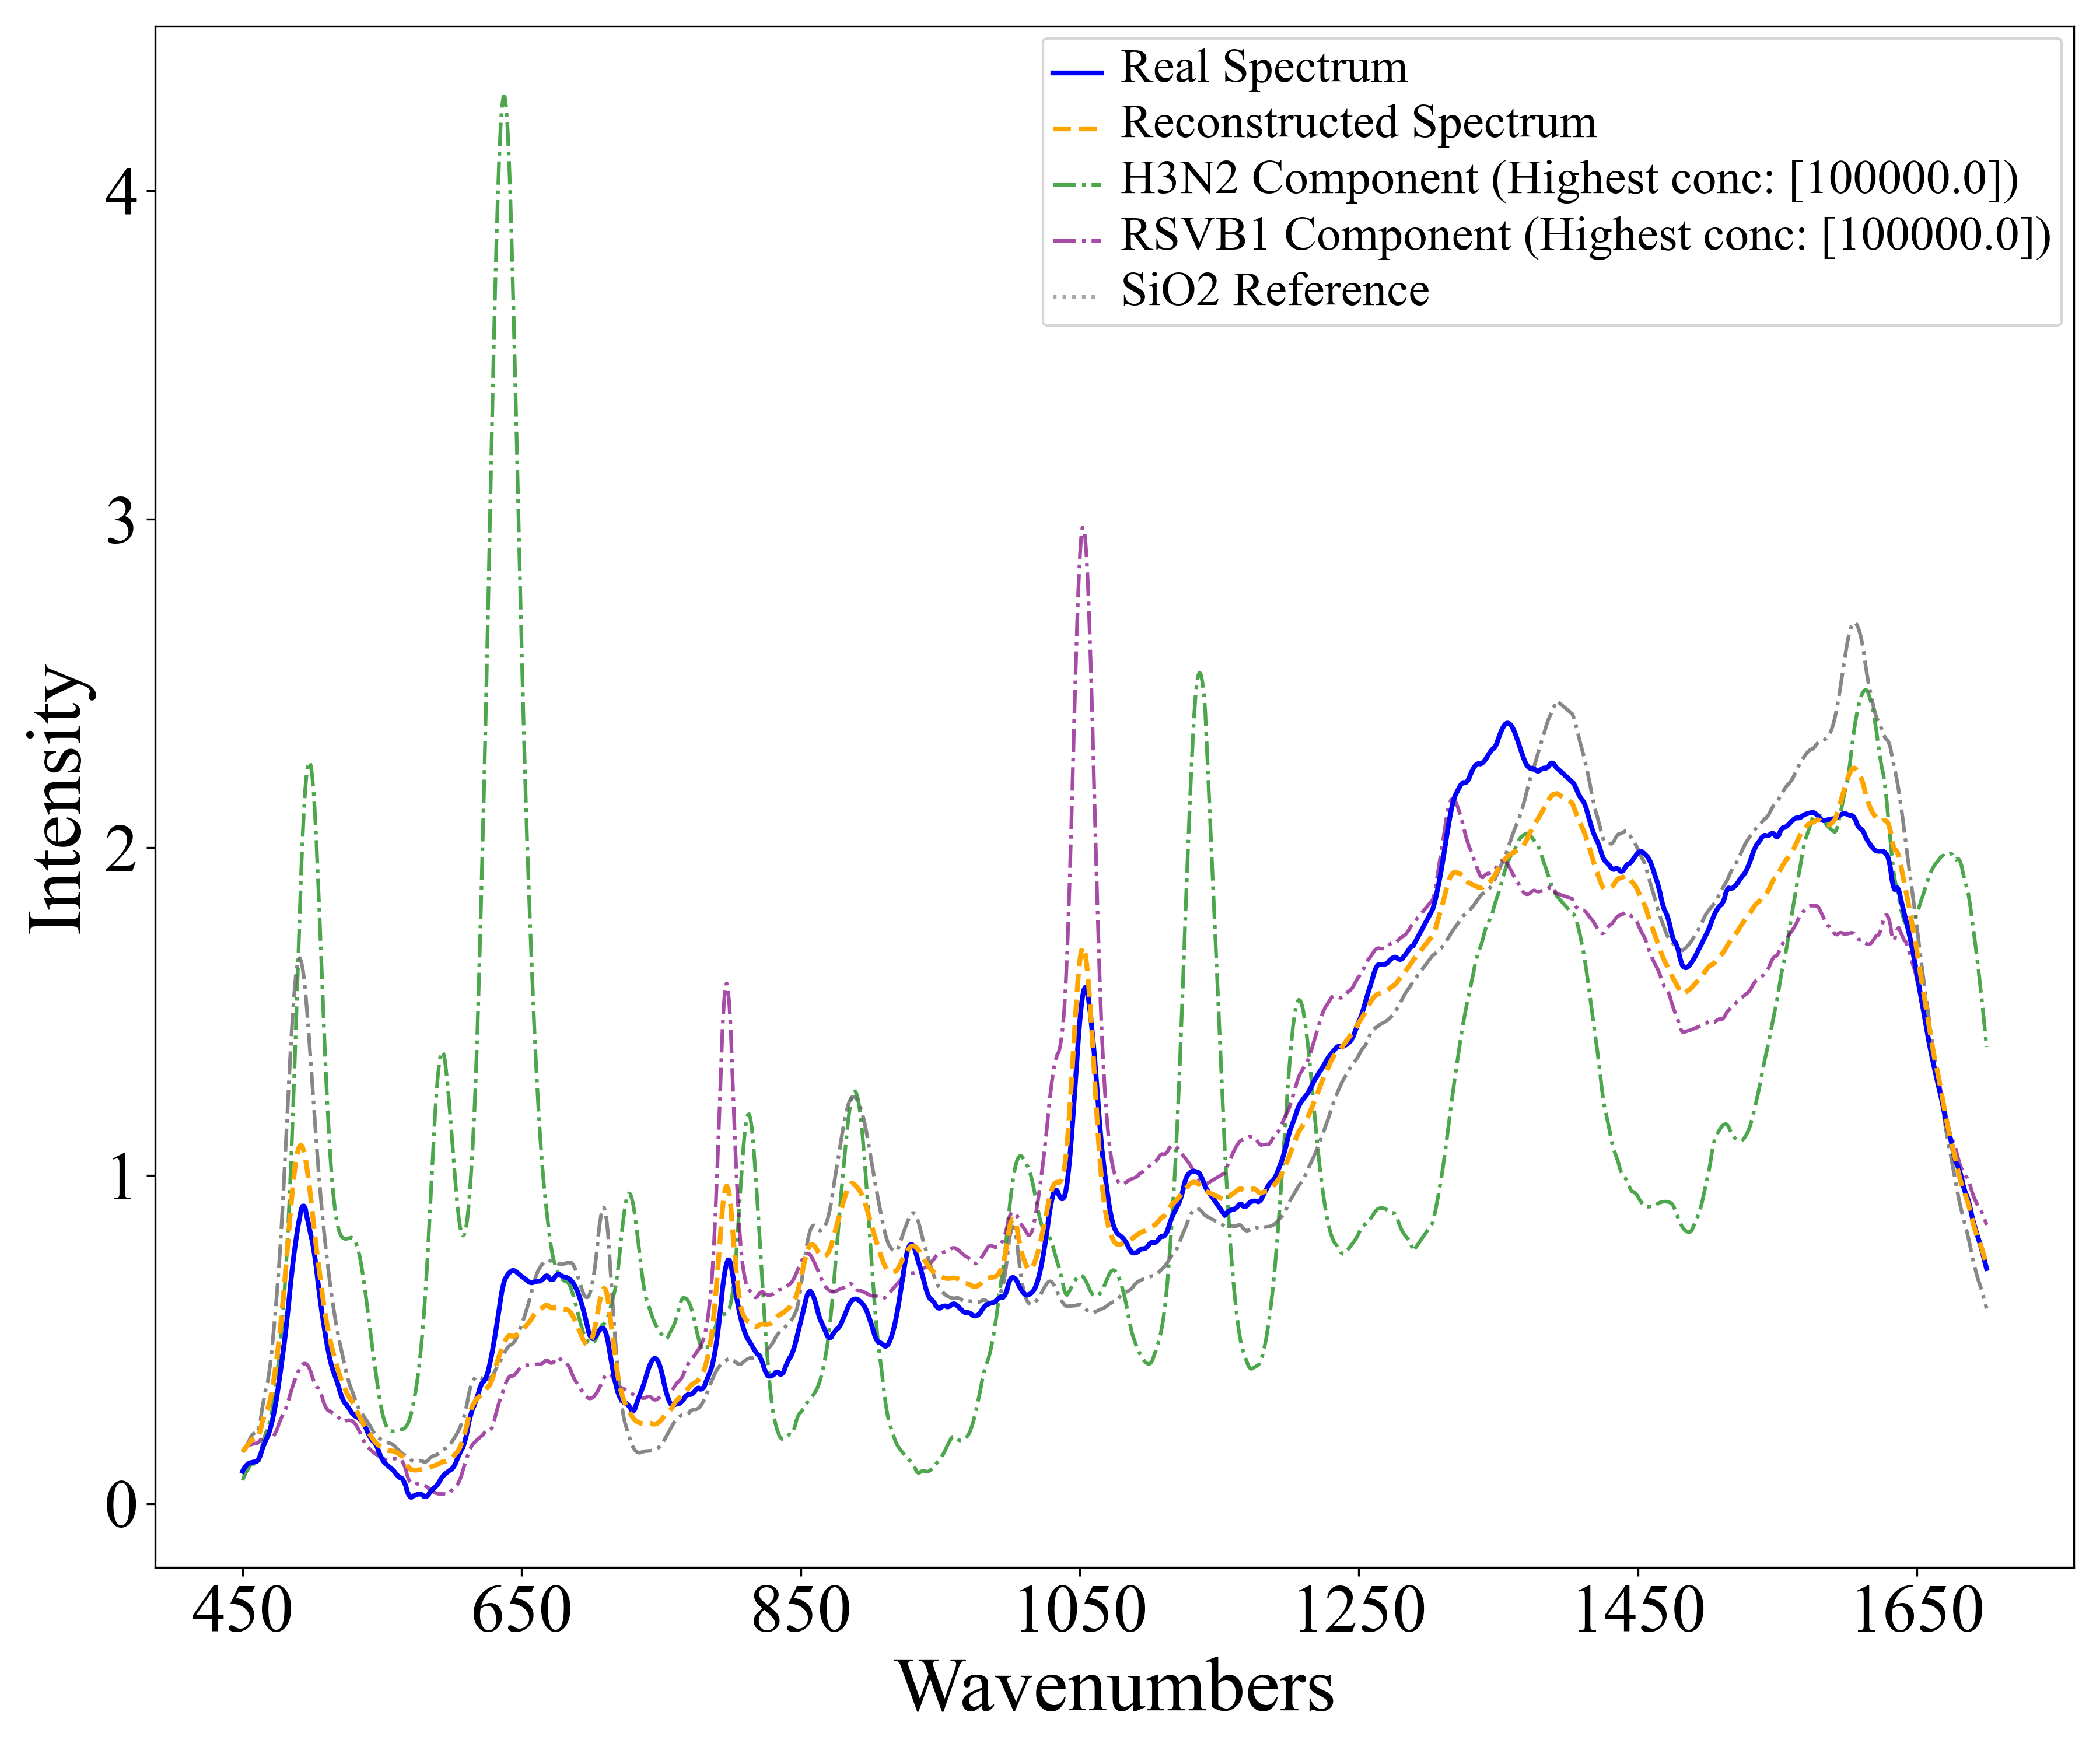 Real Spectrum
Reconstructed Spectrum
H3N2 Component (Highest conc: [100000.0])
RSVB1 Component (Highest conc: [100000.0])
SiO2 Reference
Intensity
4
3
2
1
0
450 650 850 1050 1250 1450 1650
Wavenumbers